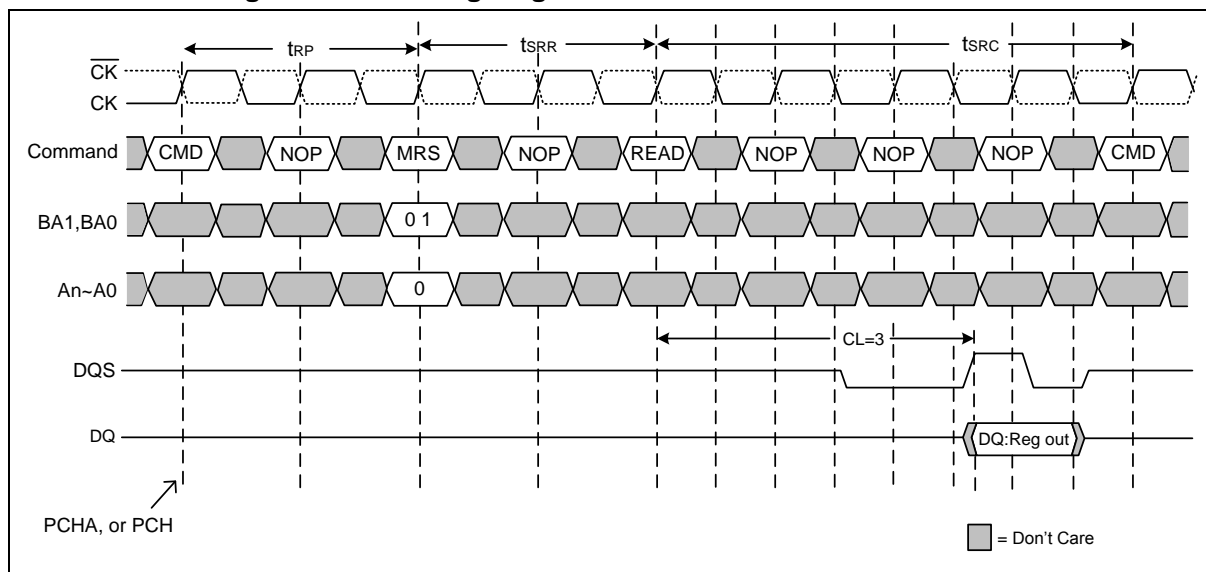 tRP tSRR tSRC
CK
CK
Command CMD NOP MRS NOP READ NOP NOP NOP CMD
BA1,BA0 0 1
An~A0 0
CL=3
DQS
DQ DQ:Reg out
PCHA, or PCH
= Don't Care